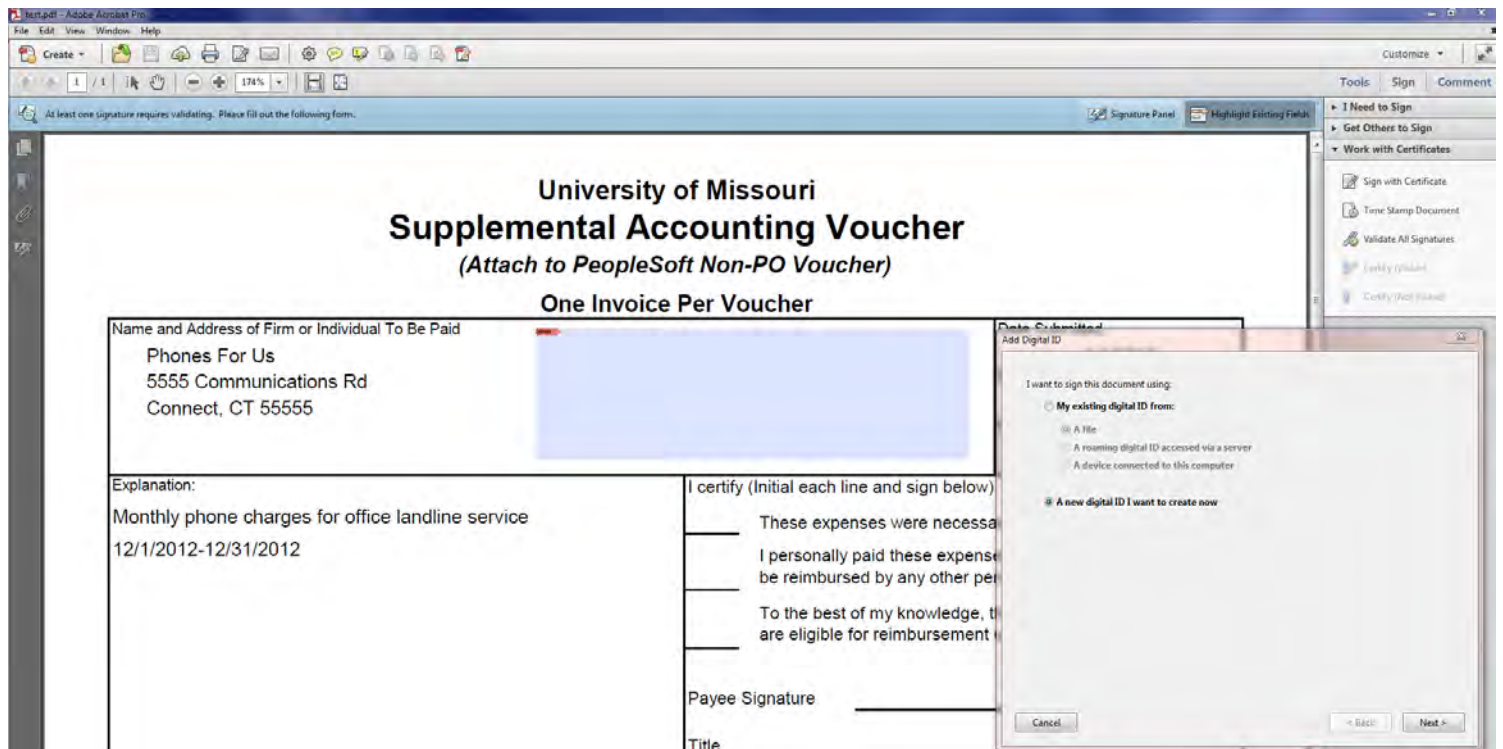 test.pdf - Adobe Acrobat Pro
File Edit View Window Help
Create
Customize
1 / 1
174%
Tools Sign Comment
At least one signature requires validating. Please fill out the following form.
Signature Panel
Highlight Existing Fields
I Need to Sign
Get Others to Sign
Work with Certificates
Sign with Certificate
Time Stamp Document
Validate All Signatures
University of Missouri
Supplemental Accounting Voucher
(Attach to PeopleSoft Non-PO Voucher)
One Invoice Per Voucher
Name and Address of Firm or Individual To Be Paid
Phones For Us
5555 Communications Rd
Connect, CT 55555
Date Submitted
Explanation:
Monthly phone charges for office landline service
12/1/2012-12/31/2012
I certify (Initial each line and sign below)
These expenses were necessa
I personally paid these expense
be reimbursed by any other per
To the best of my knowledge, t
are eligible for reimbursement
Payee Signature
Title
Add Digital ID
I want to sign this document using:
My existing digital ID from:
A file
A roaming digital ID accessed via a server
A device connected to this computer
A new digital ID I want to create now
Cancel
< Back
Next >